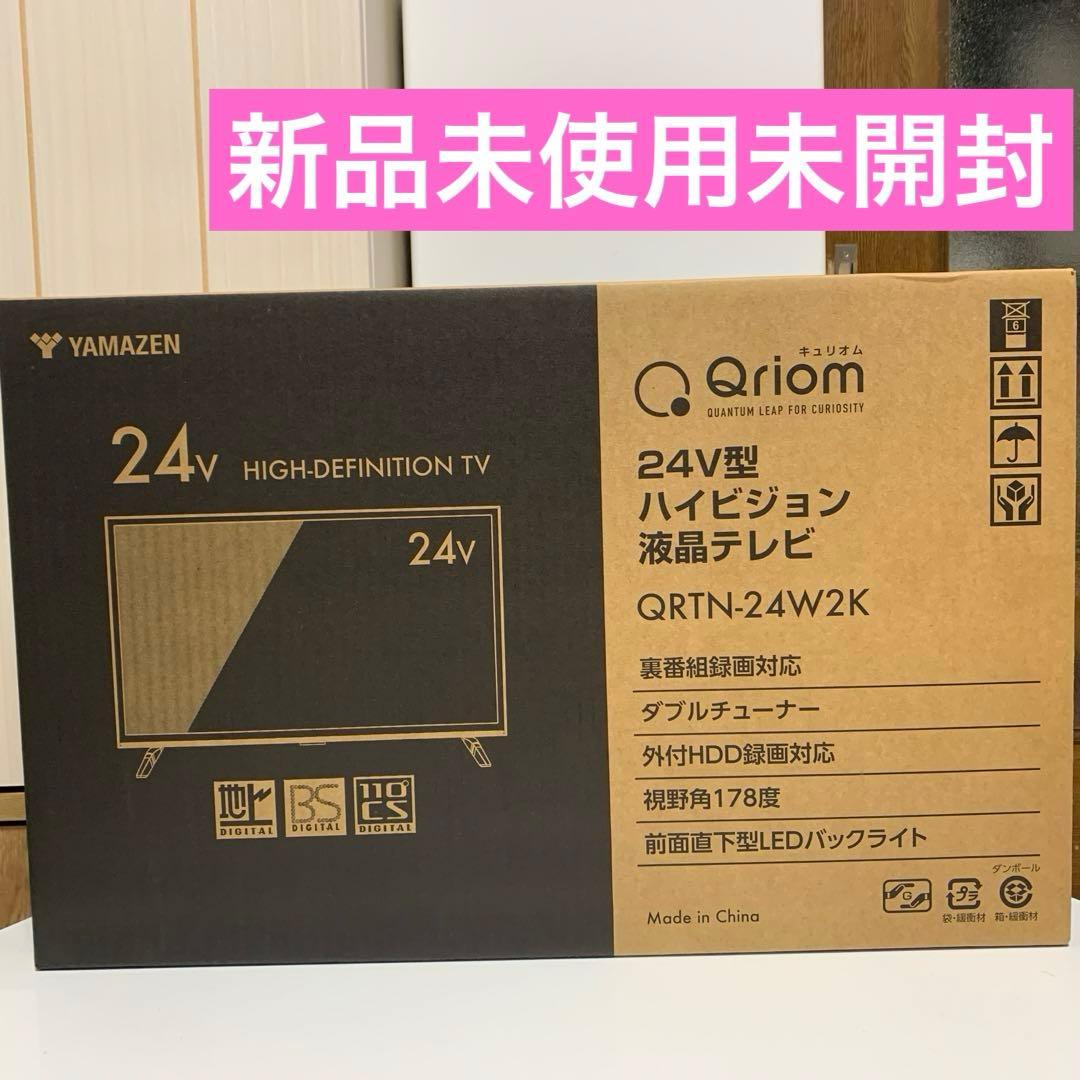 新品未使用未開封
YAMAZEN
24V HIGH-DEFINITION TV
24V
地上
DIGITAL
BS
DIGITAL
110°
CS
DIGITAL
キュリオム
Qriom
QUANTUM LEAP FOR CURIOSITY
24V型
ハイビジョン
液晶テレビ
QRTN-24W2K
裏番組録画対応
ダブルチューナー
外付HDD録画対応
視野角178度
前面直下型LEDバックライト
Made in China
6
G
プラ
袋・緩衝材
ダンボール
箱・緩衝材